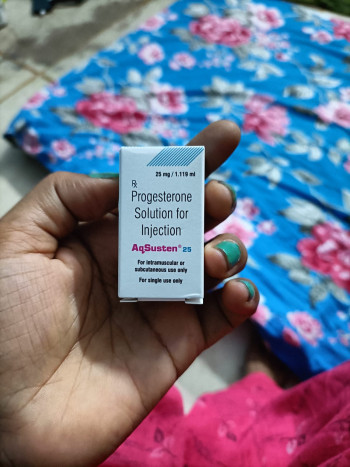 25 mg / 1.119 ml
Rx
Progesterone
Solution for
Injection
AqSusten® 25
For intramuscular or
subcutaneous use only
For single use only